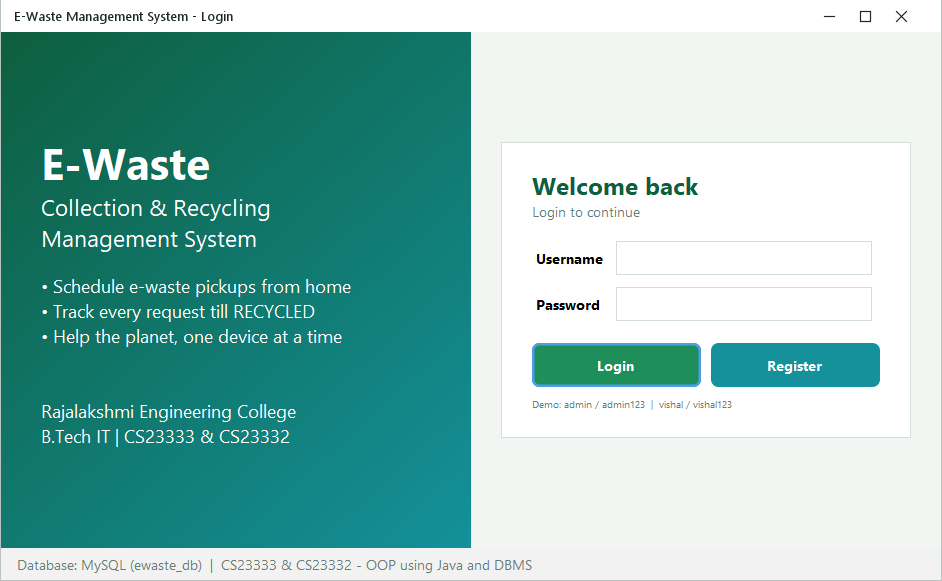 E-Waste Management System - Login
E-Waste
Collection & Recycling
Management System
• Schedule e-waste pickups from home
• Track every request till RECYCLED
• Help the planet, one device at a time
Rajalakshmi Engineering College
B.Tech IT | CS23333 & CS23332
Welcome back
Login to continue
Username
Password
Login
Register
Demo: admin / admin123 | vishal / vishal123
Database: MySQL (ewaste_db) | CS23333 & CS23332 - OOP using Java and DBMS